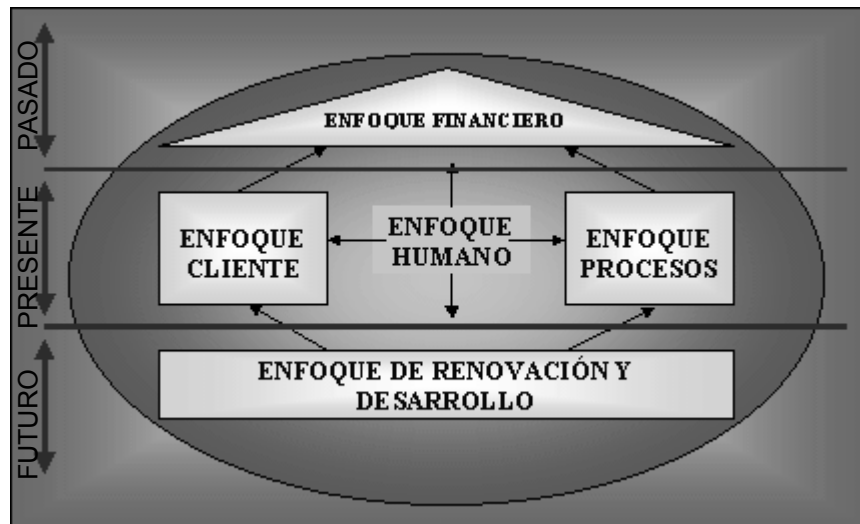 PASADO
ENFOQUE FINANCIERO
PRESENTE
ENFOQUE
CLIENTE
ENFOQUE
HUMANO
ENFOQUE
PROCESOS
FUTURO
ENFOQUE DE RENOVACIÓN Y
DESARROLLO